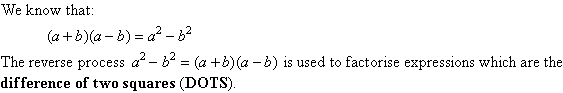 We know that:
(a+b)(a−b) = a² − b²
The reverse process a² − b² = (a+b)(a−b) is used to factorise expressions which are the
difference of two squares (DOTS).